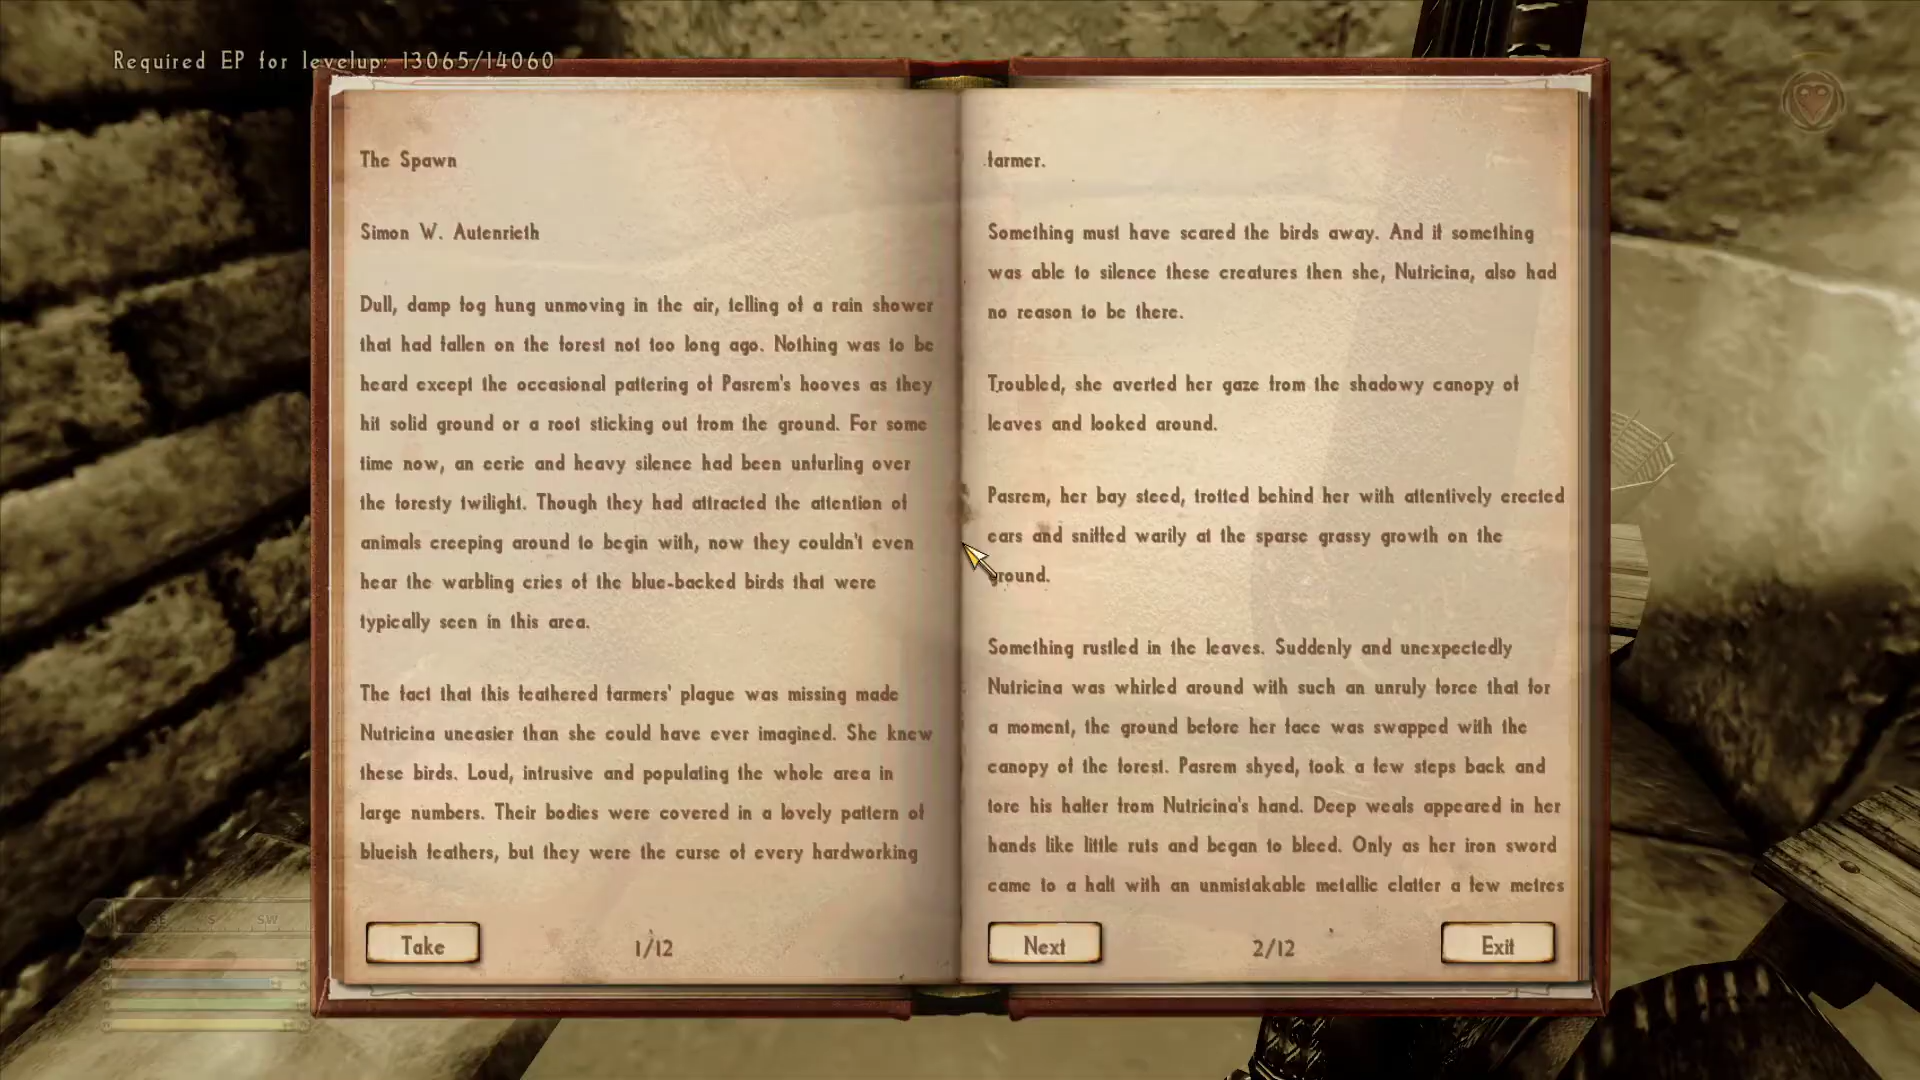 Required EP for levelup: 13065/14060
The Spawn
Simon W. Autenrieth
Dull, damp fog hung unmoving in the air, telling of a rain shower
that had fallen on the forest not too long ago. Nothing was to be
heard except the occasional pattering of Pasrem's hooves as they
hit solid ground or a root sticking out from the ground. For some
time now, an eerie and heavy silence had been unfurling over
the foresty twilight. Though they had attracted the attention of
animals creeping around to begin with, now they couldn't even
hear the warbling cries of the blue-backed birds that were
typically seen in this area.
The fact that this feathered farmers' plague was missing made
Nutricina uneasier than she could have ever imagined. She knew
these birds. Loud, intrusive and populating the whole area in
large numbers. Their bodies were covered in a lovely pattern of
blueish feathers, but they were the curse of every hardworking
farmer.
Something must have scared the birds away. And if something
was able to silence these creatures then she, Nutricina, also had
no reason to be there.
Troubled, she averted her gaze from the shadowy canopy of
leaves and looked around.
Pasrem, her bay steed, trotted behind her with attentively erected
ears and sniffed warily at the sparse grassy growth on the
ground.
Something rustled in the leaves. Suddenly and unexpectedly
Nutricina was whirled around with such an unruly force that for
a moment, the ground before her face was swapped with the
canopy of the forest. Pasrem shyed, took a few steps back and
tore his halter from Nutricina's hand. Deep weals appeared in her
hands like little ruts and began to bleed. Only as her iron sword
came to a halt with an unmistakable metallic clatter a few metres
Take
1/12
Next
2/12
Exit
SE S SW